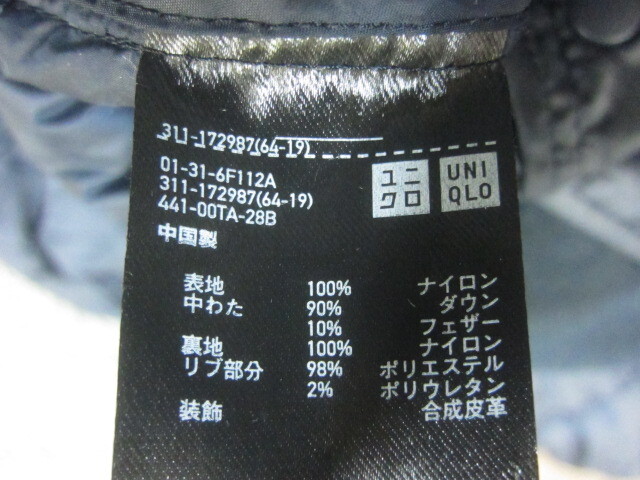 311-172987(64-19)
01-31-6F112A
311-172987(64-19)
441-00TA-28B
中国製
ユニ
クロ
UNI
QLO
表地 100% ナイロン
中わた 90% ダウン
10% フェザー
裏地 100% ナイロン
リブ部分 98% ポリエステル
2% ポリウレタン
装飾 合成皮革